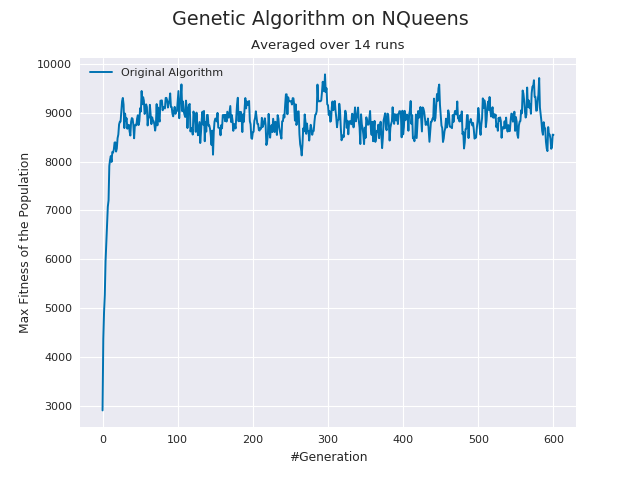 Genetic Algorithm on NQueens
Averaged over 14 runs
Original Algorithm
Max Fitness of the Population
10000
9000
8000
7000
6000
5000
4000
3000
0 100 200 300 400 500 600
#Generation